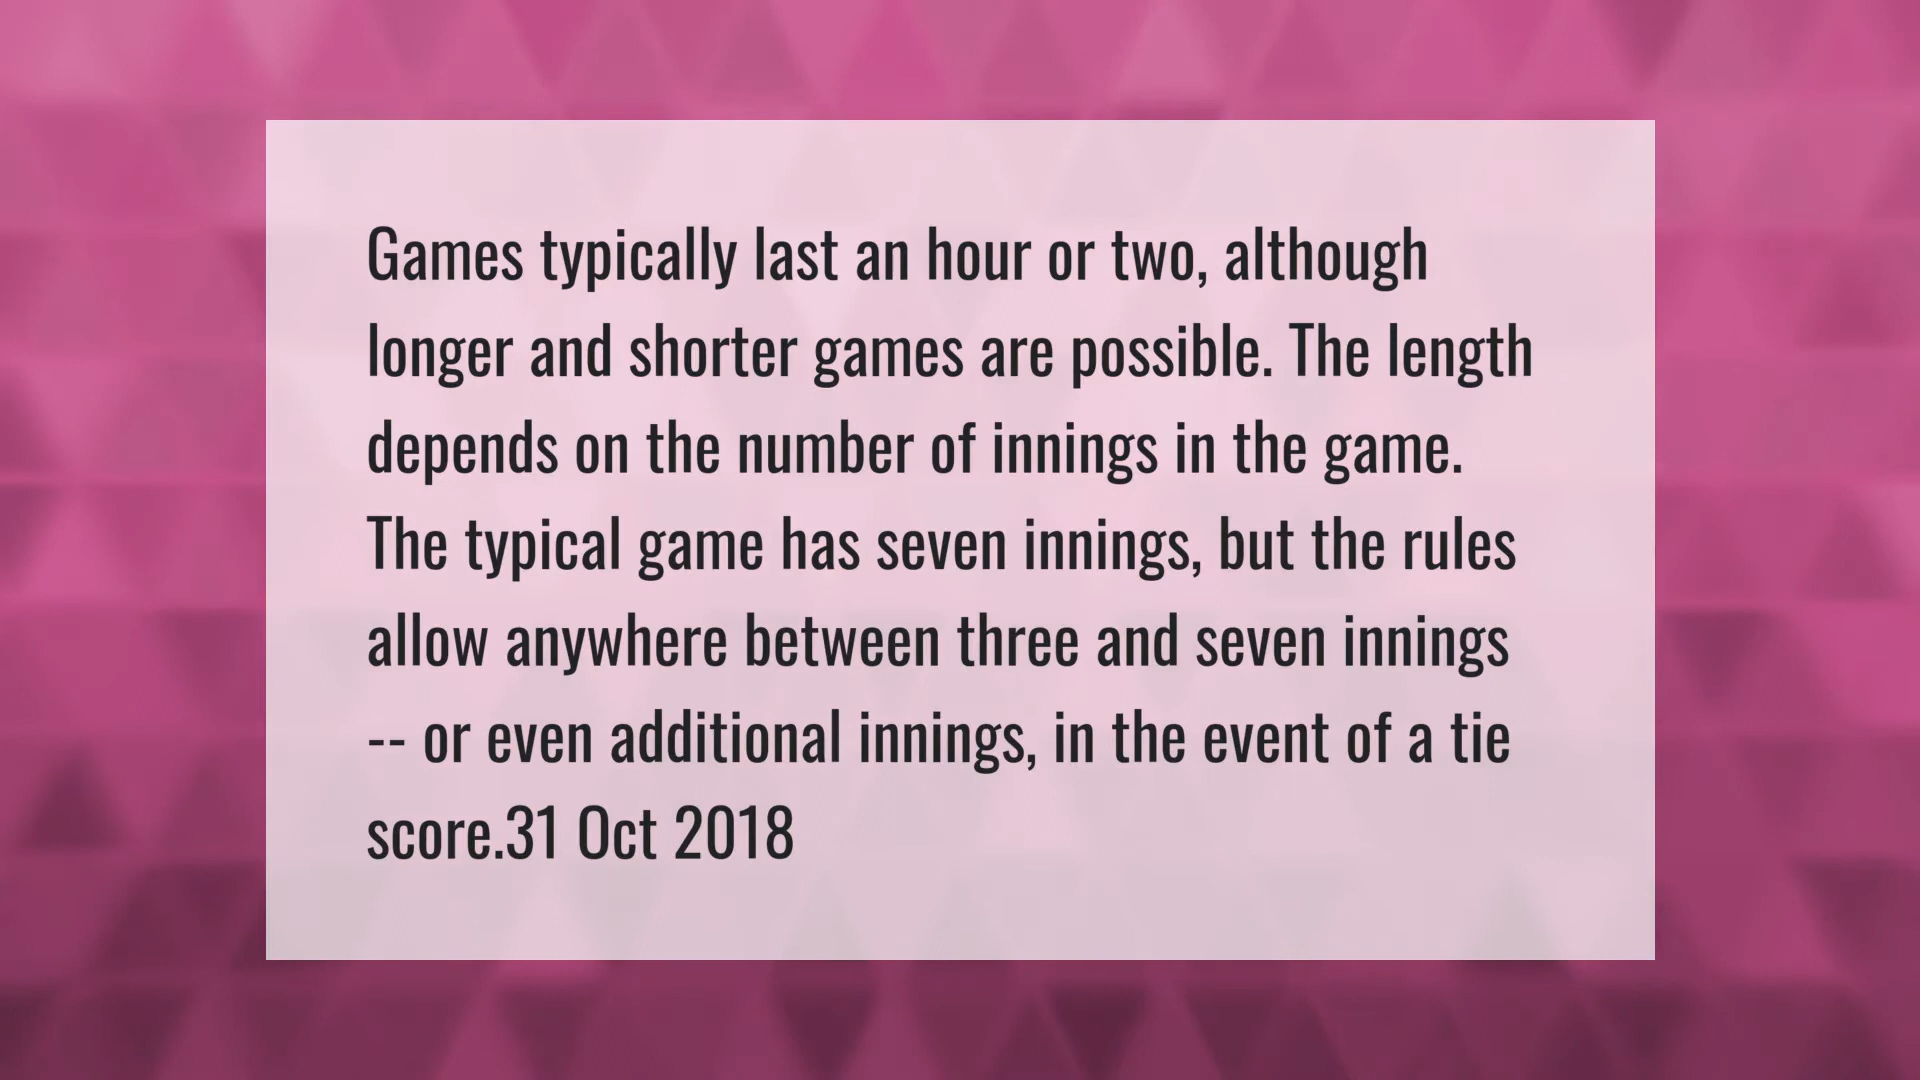 Games typically last an hour or two, although
longer and shorter games are possible. The length
depends on the number of innings in the game.
The typical game has seven innings, but the rules
allow anywhere between three and seven innings
-- or even additional innings, in the event of a tie
score.31 Oct 2018